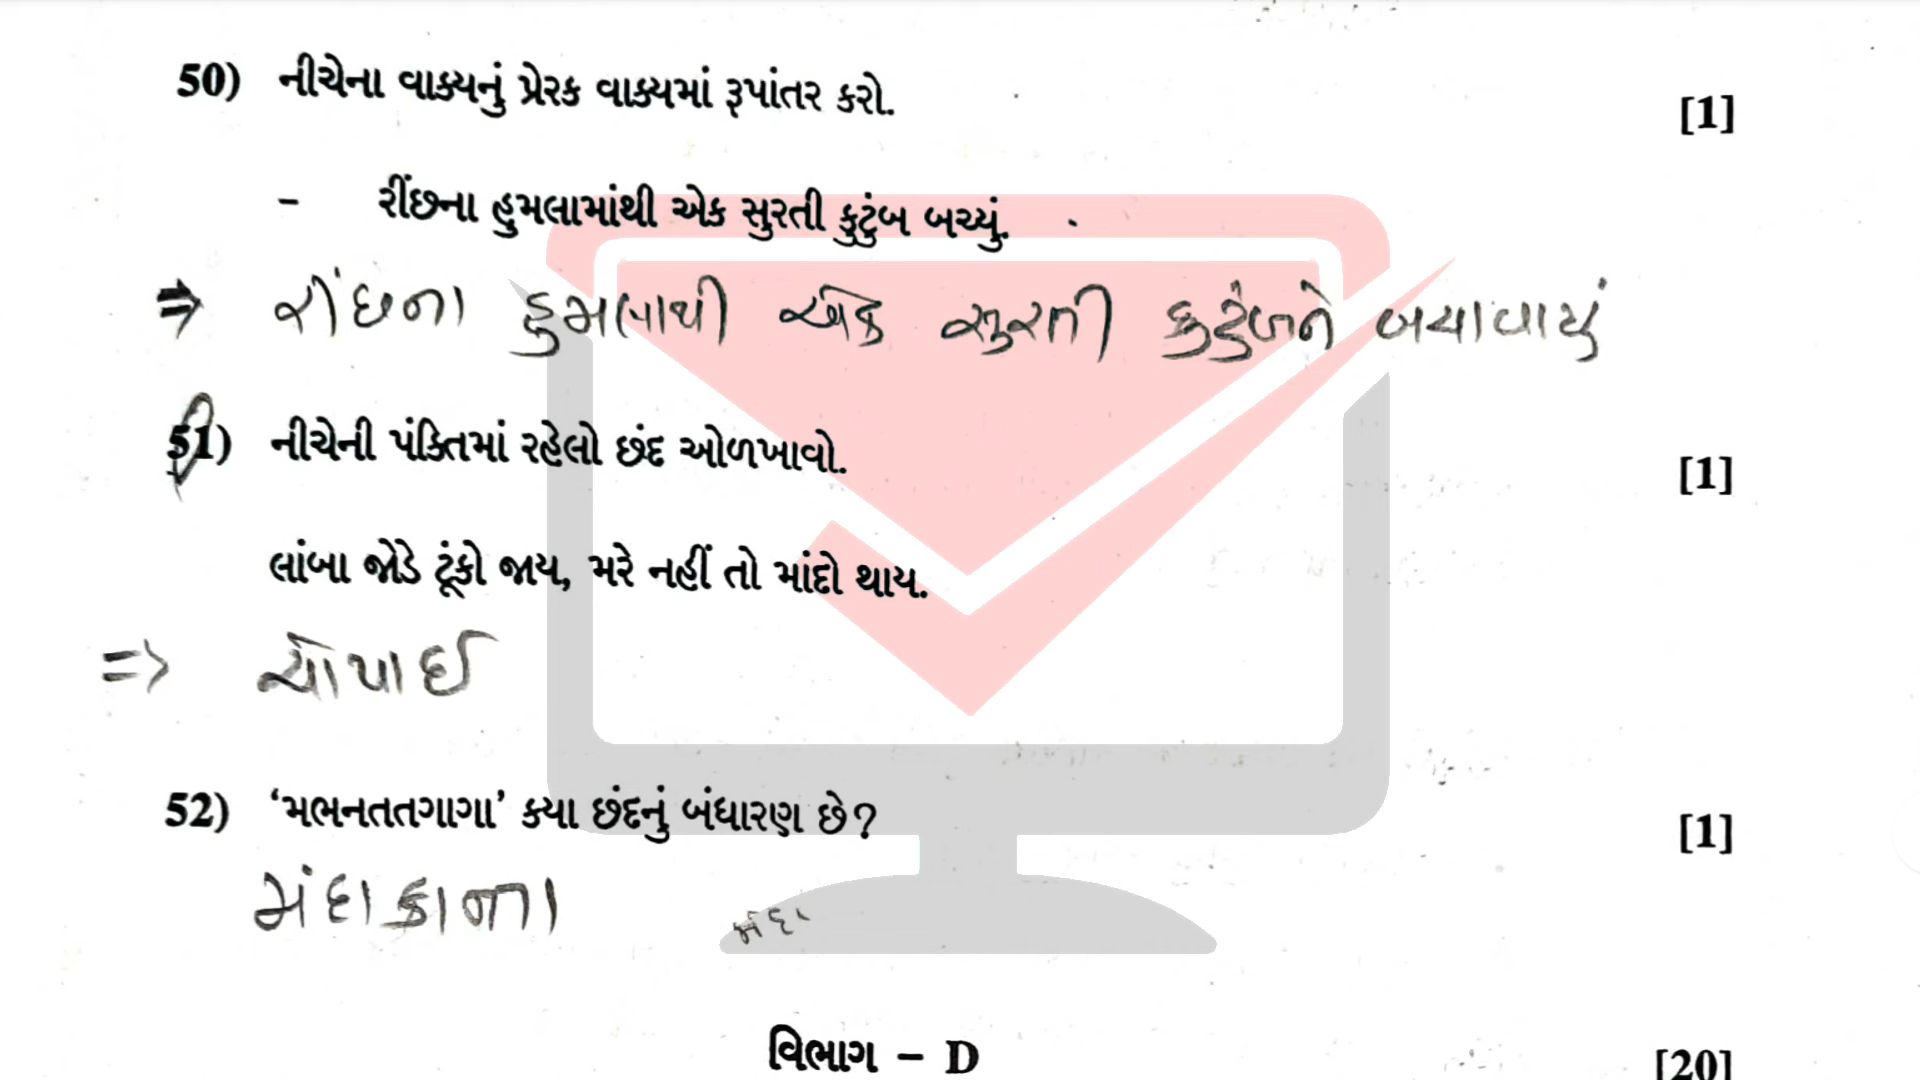 50) નીચેના વાક્યનું પ્રેરક વાક્યમાં રૂપાંતર કરો. [1]
- રીંછના હુમલામાંથી એક સુરતી કુટુંબ બચ્યું.
⇒ રીંછના હુમલાથી એક સુરતી કુટુંબને બચાવાયું
51) નીચેની પંક્તિમાં રહેલો છંદ ઓળખાવો. [1]
લાંબા જોડે ટૂંકો જાય, મરે નહીં તો માંદો થાય.
=> ચોપાઈ
52) ‘મભનતતગાગા’ ક્યા છંદનું બંધારણ છે? [1]
મંદાક્રાન્તા
મંદા
વિભાગ – D [20]